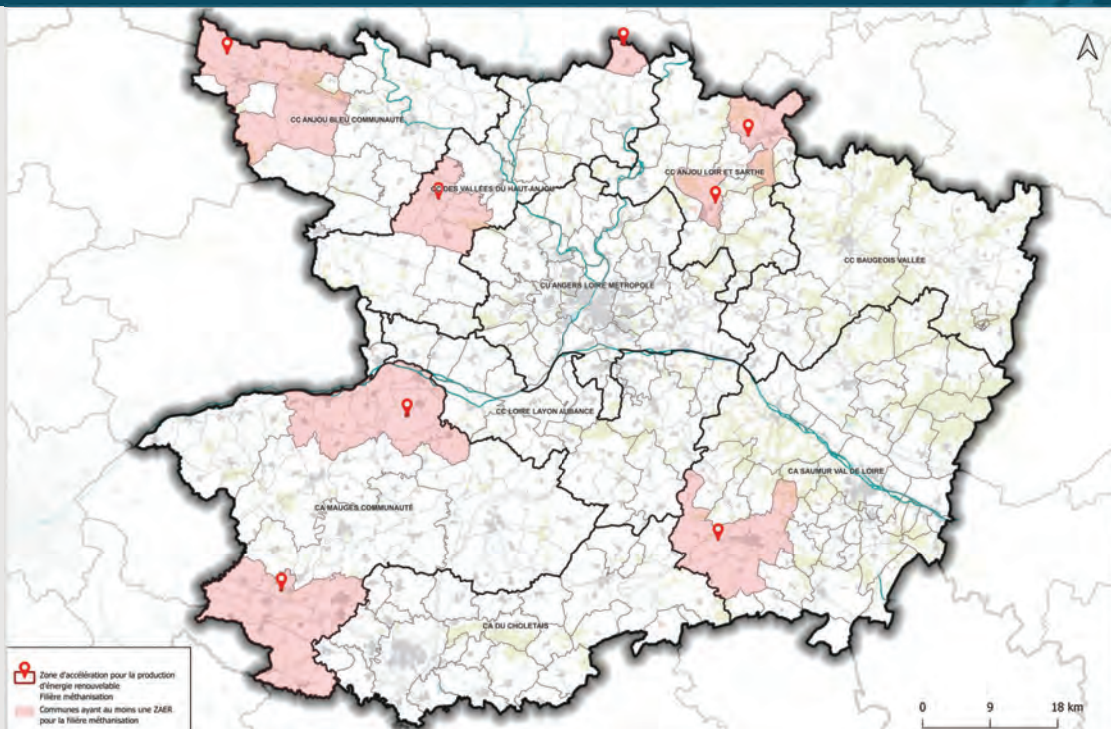 CC ANJOU BLEU COMMUNAUTÉ
CC ANJOU LOIR ET SARTHE
CC DES VALLÉES DU HAUT-ANJOU
CC BAUGEOIS VALLÉE
CU ANGERS LOIRE METROPOLE
CC LOIRE LAYON AUBANCE
CA SAUMUR VAL DE LOIRE
CA MAUGES COMMUNAUTÉ
CA DU CHOLETAIS
Zone d'accélération pour la production
d'énergie renouvelable
Filière méthanisation
Communes ayant au moins une ZAER
pour la filière méthanisation
0 9 18 km